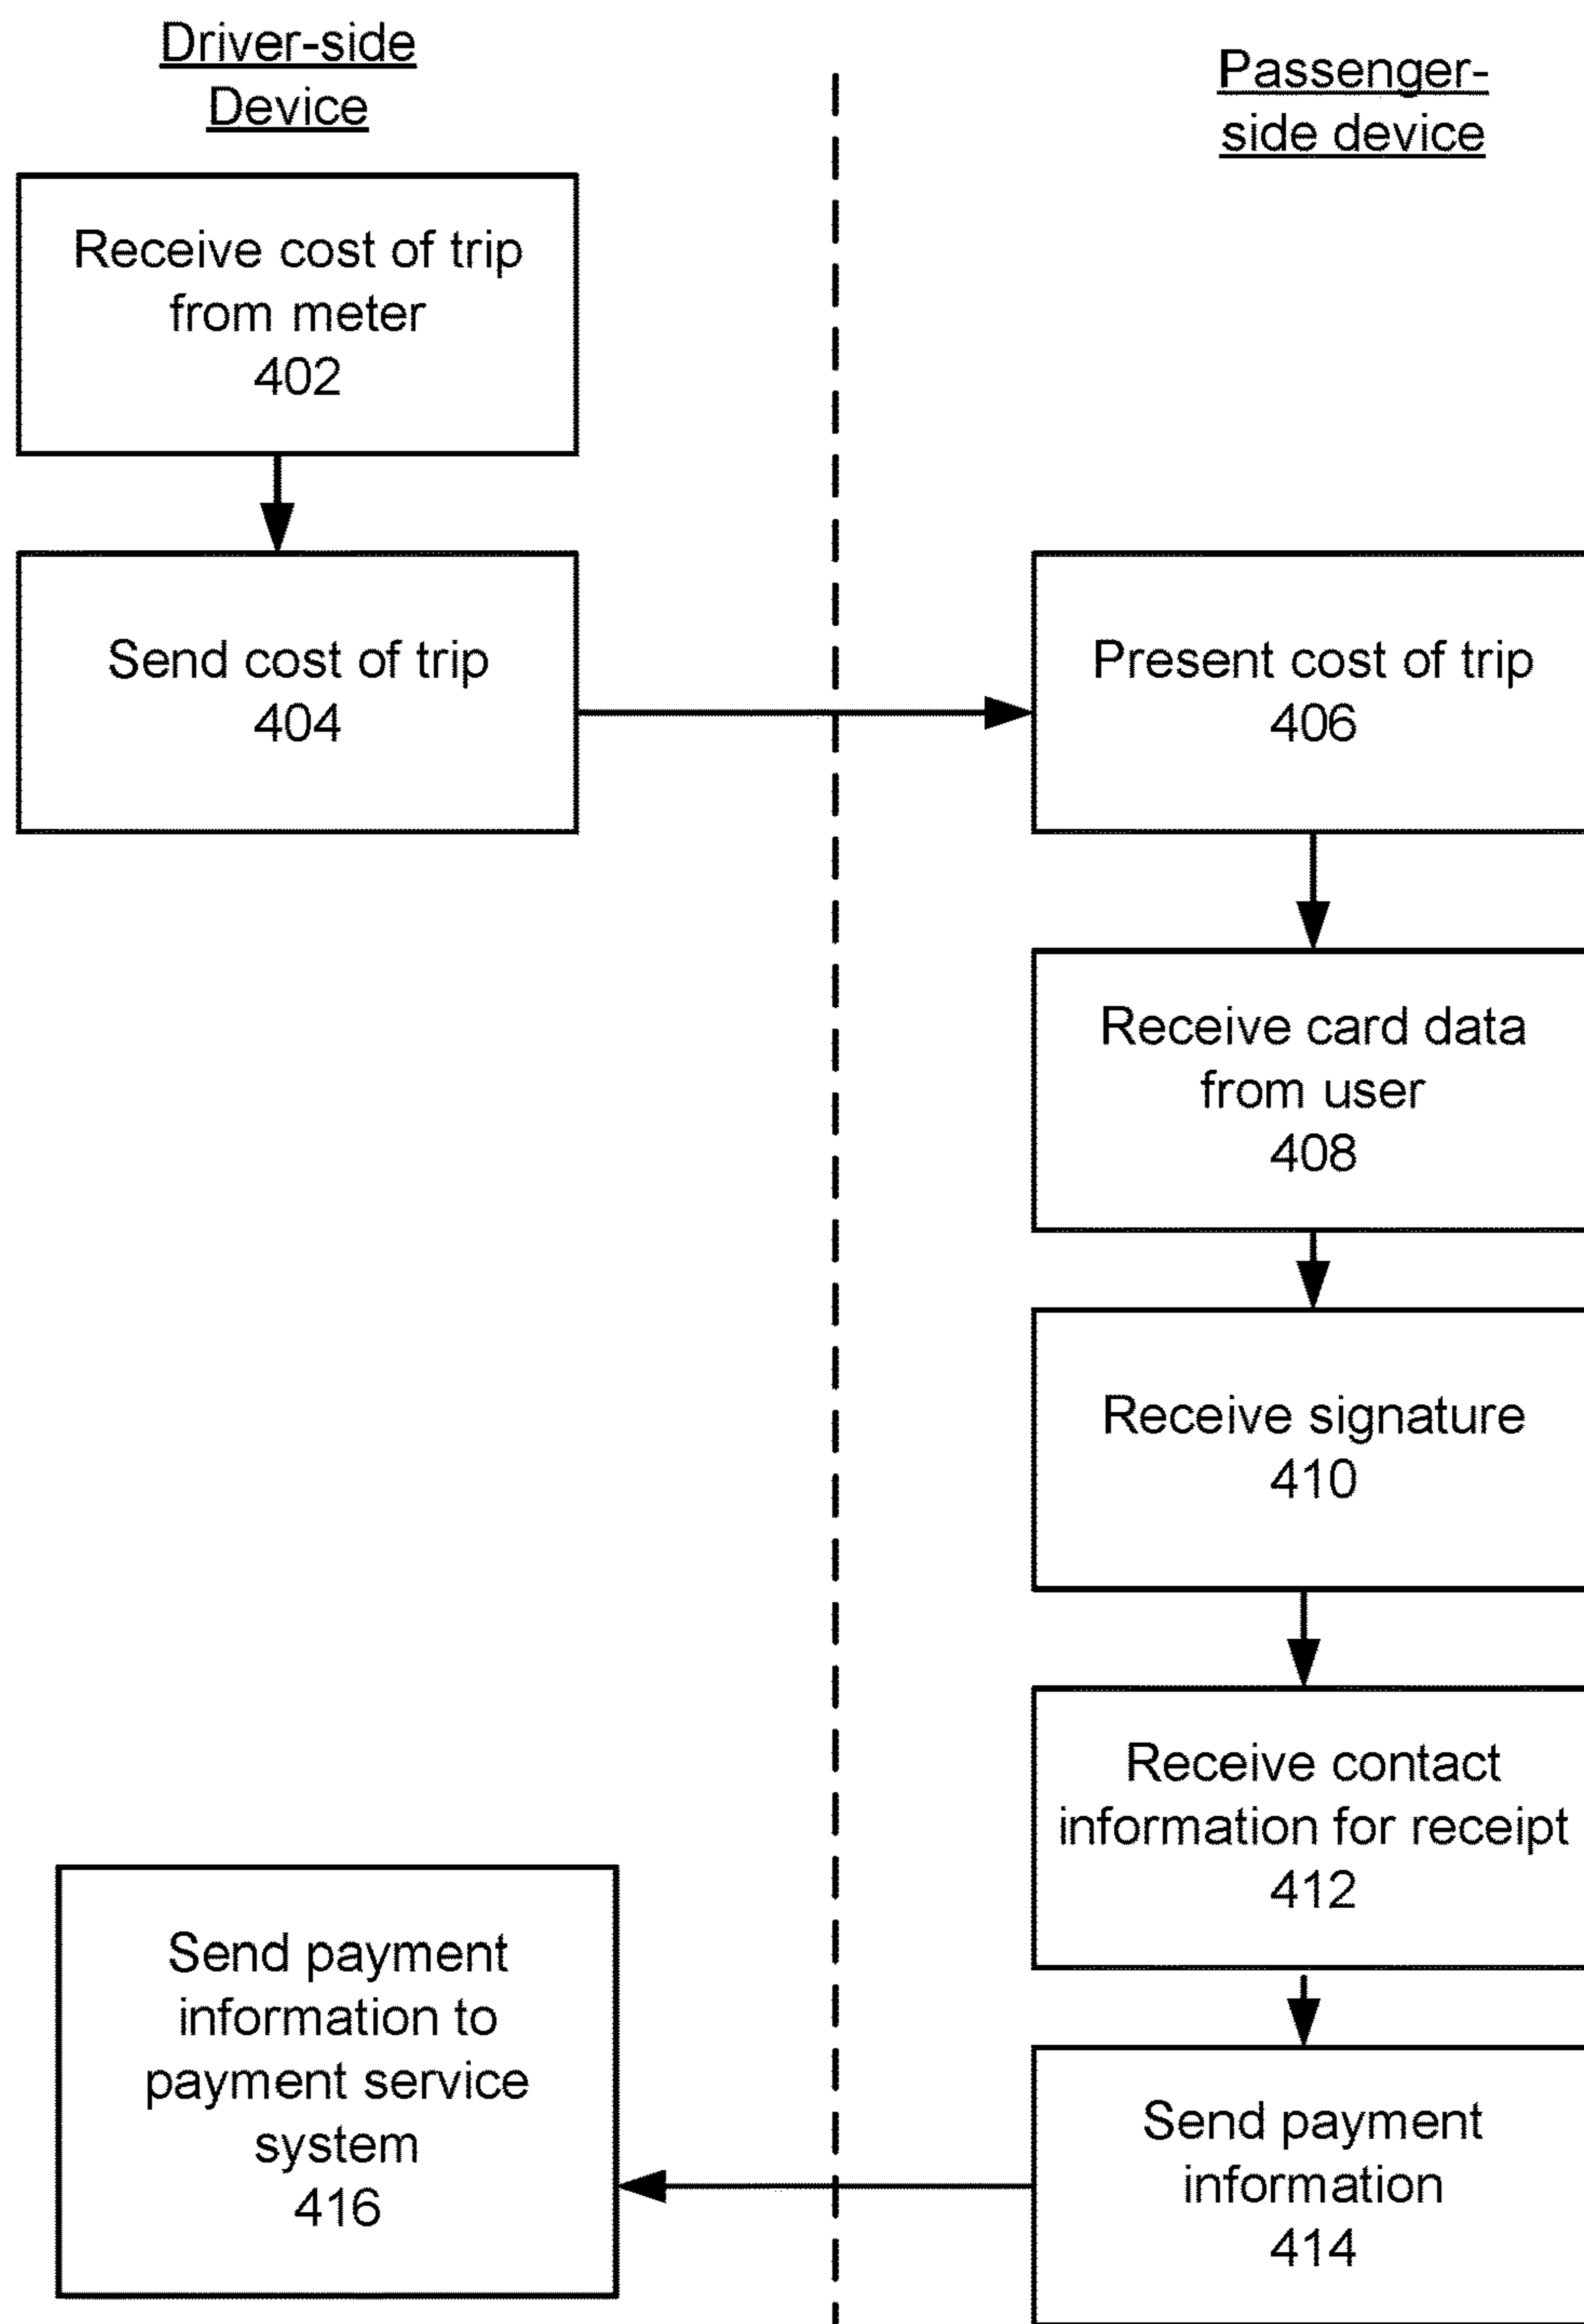 Driver-side
Device
Passenger-
side device
Receive cost of trip
from meter
402
Send cost of trip
404
Present cost of trip
406
Receive card data
from user
408
Receive signature
410
Receive contact
information for receipt
412
Send payment
information
414
Send payment
information to
payment service
system
416